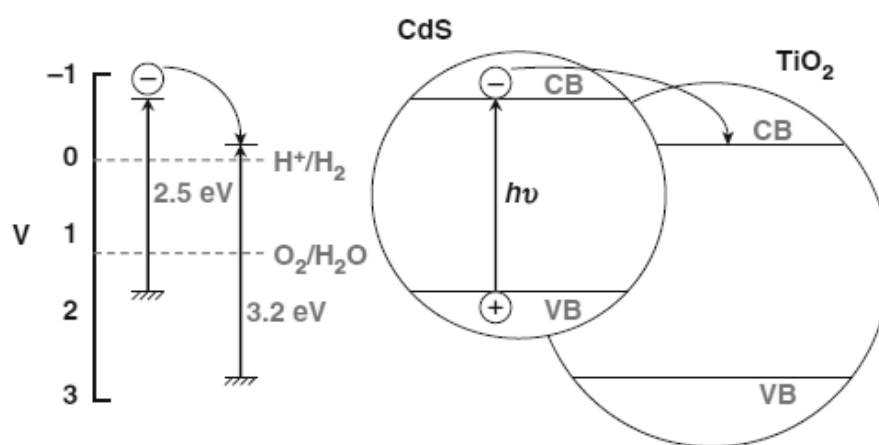 CdS
TiO₂
–1
0
1
2
3
V
−
2.5 eV
3.2 eV
H⁺/H₂
O₂/H₂O
−
CB
hυ
+
VB
CB
VB